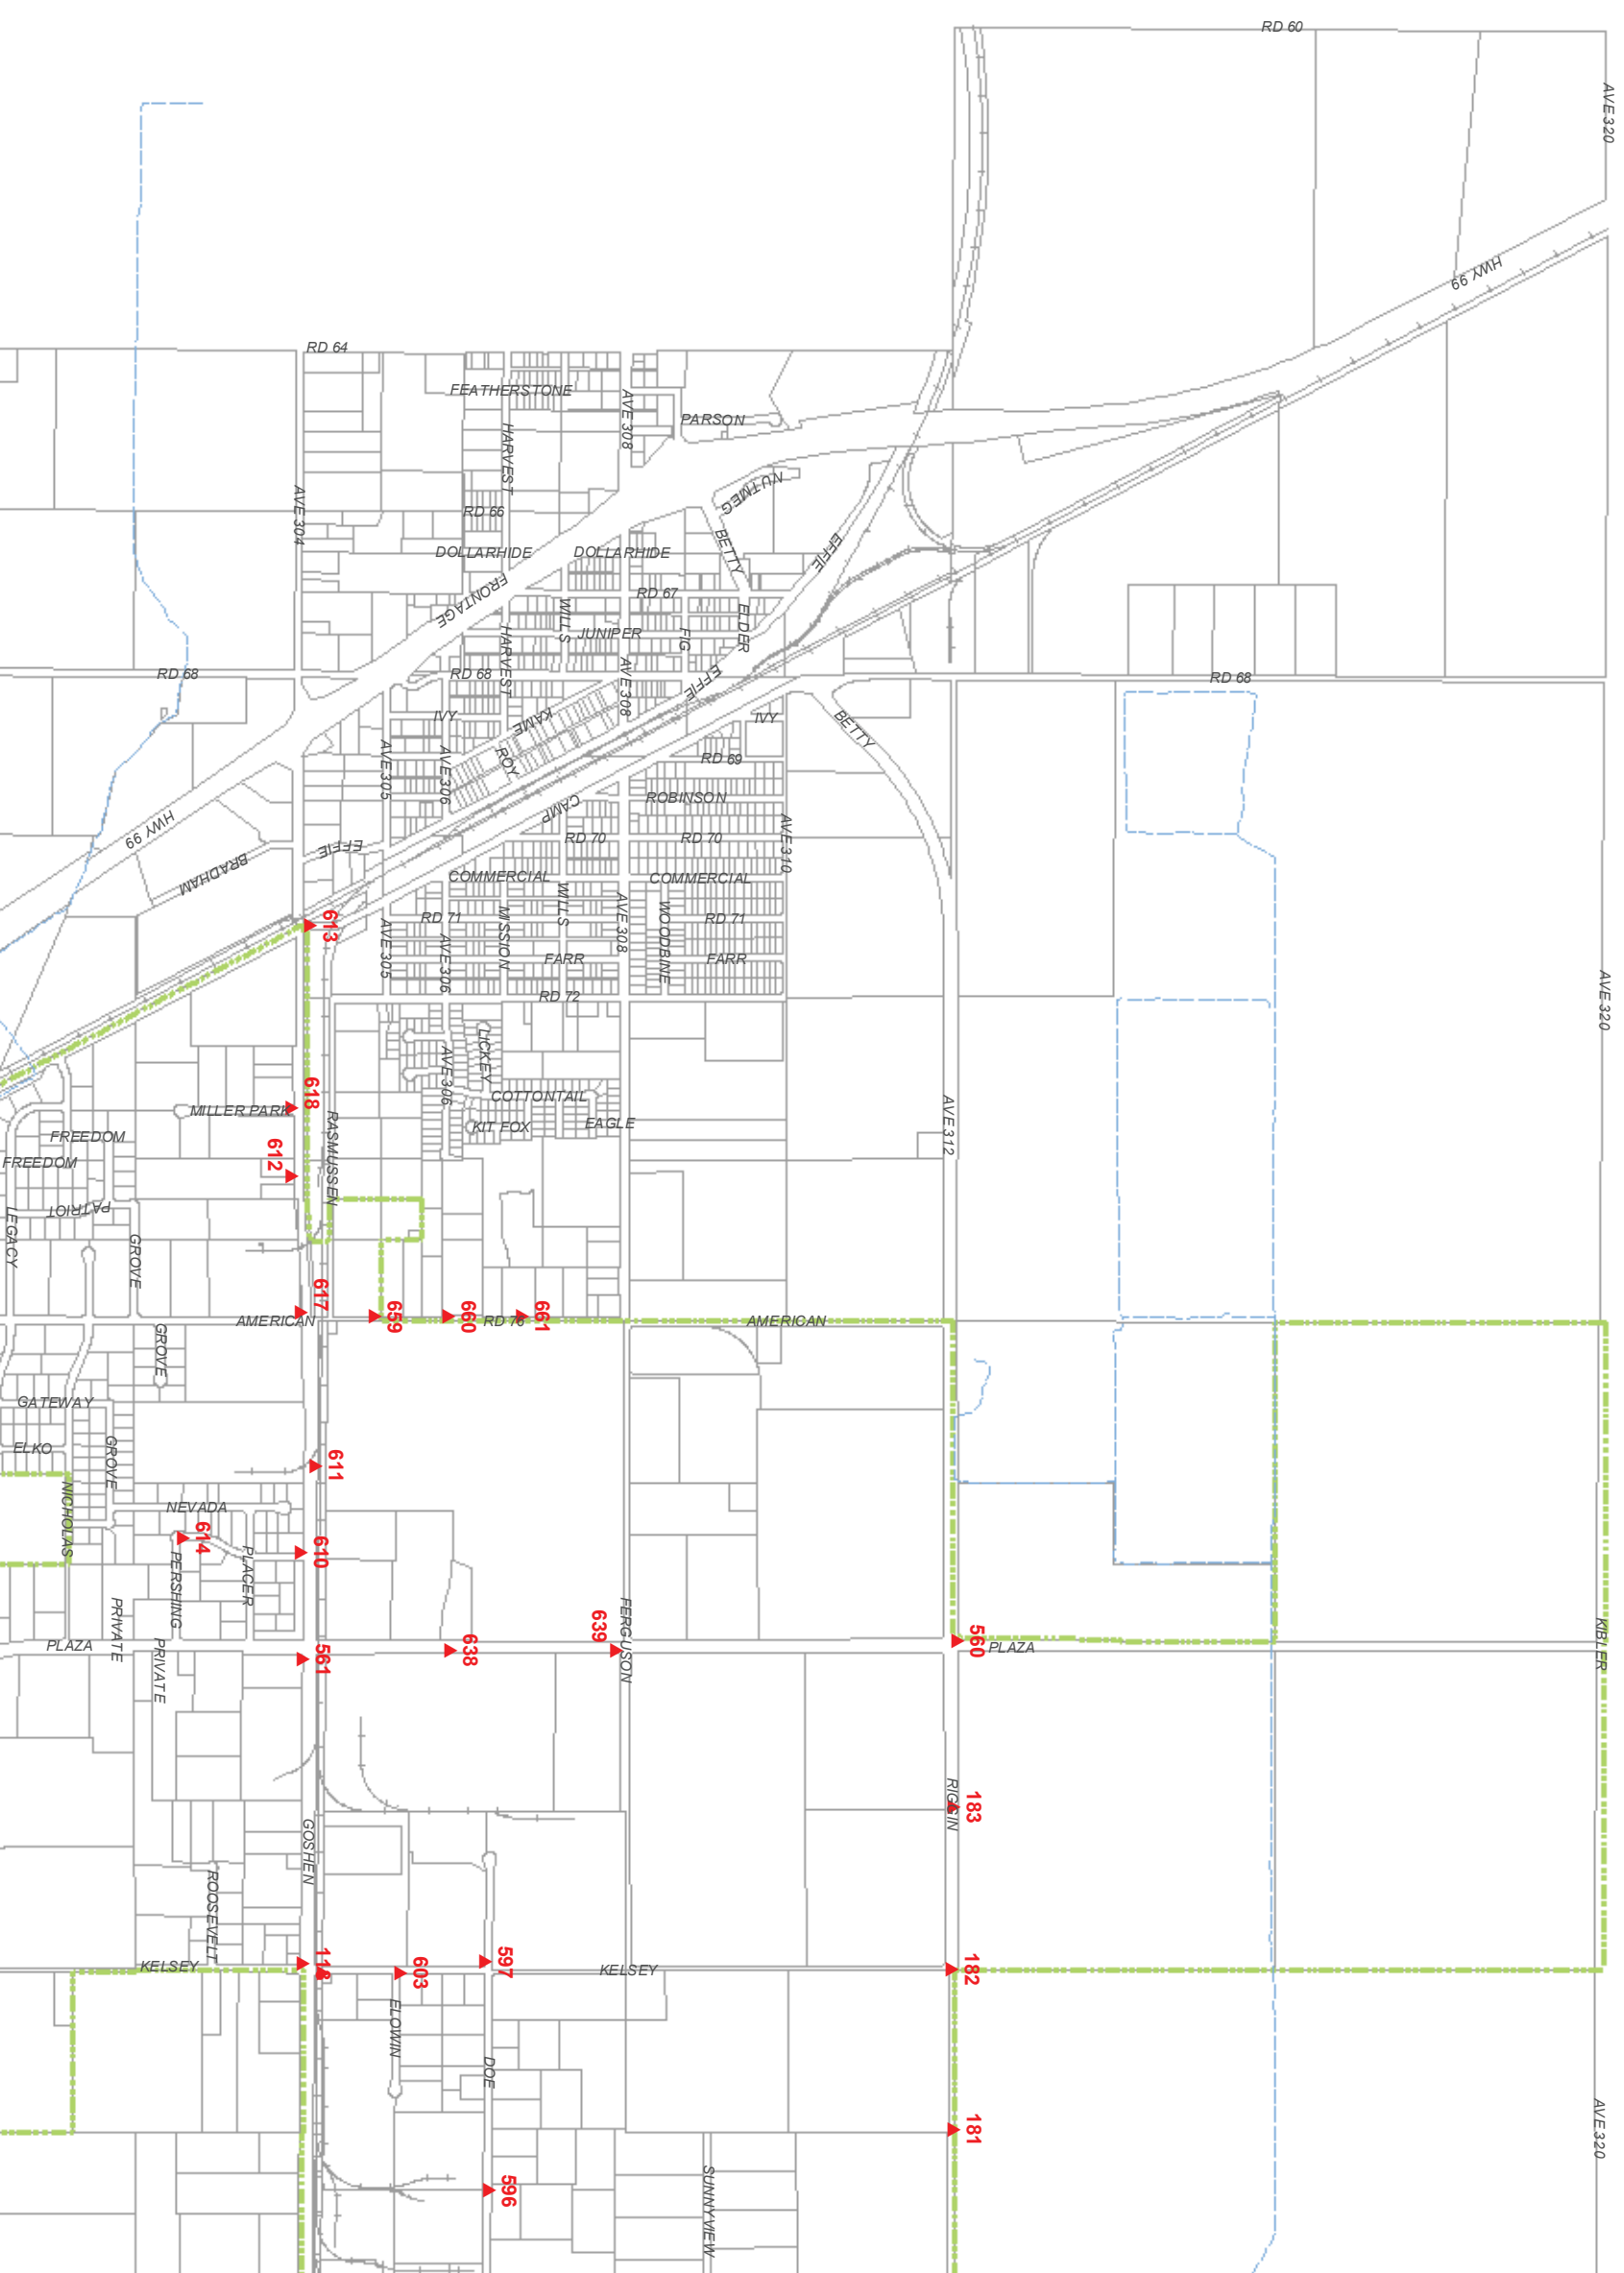 RD 60
AVE 320
HWY 99
RD 64
FEATHERSTONE
AVE 308
PARSON
HARVEST
NUTMEG
AVE 304
RD 66
DOLLARHIDE
DOLLARHIDE
BETTY
EFFIE
FRONTAGE
RD 67
WILLS
JUNIPER
FIG
ELDER
HARVEST
RD 68
RD 68
AVE 308
EFFIE
RD 68
IVY
KAME
IVY
BETTY
ROY
AVE 305
AVE 306
RD 69
ROBINSON
CAMP
HWY 99
RD 70
RD 70
AVE 310
EFFIE
BRADHAM
COMMERCIAL
COMMERCIAL
RD 71
MISSION
WILLS
AVE 308
WOODBINE
RD 71
613
AVE 305
AVE 306
FARR
FARR
RD 72
AVE 320
LICKEY
AVE 306
618
MILLER PARK
COTTONTAIL
KIT FOX
EAGLE
RASMUSSEN
AVE 312
FREEDOM
FREEDOM
612
PATRIOT
LEGACY
GROVE
617
AMERICAN
659
660
RD 76
661
AMERICAN
GROVE
GATEWAY
ELKO
GROVE
611
NICHOLAS
NEVADA
614
610
PERSHING
PLACER
PRIVATE
PRIVATE
PLAZA
561
638
639
FERGUSON
560
PLAZA
KIBLER
RIGGIN
183
GOSHEN
ROOSEVELT
KELSEY
603
597
KELSEY
182
ELOWIN
DOE
181
AVE 320
596
SUNNYVIEW